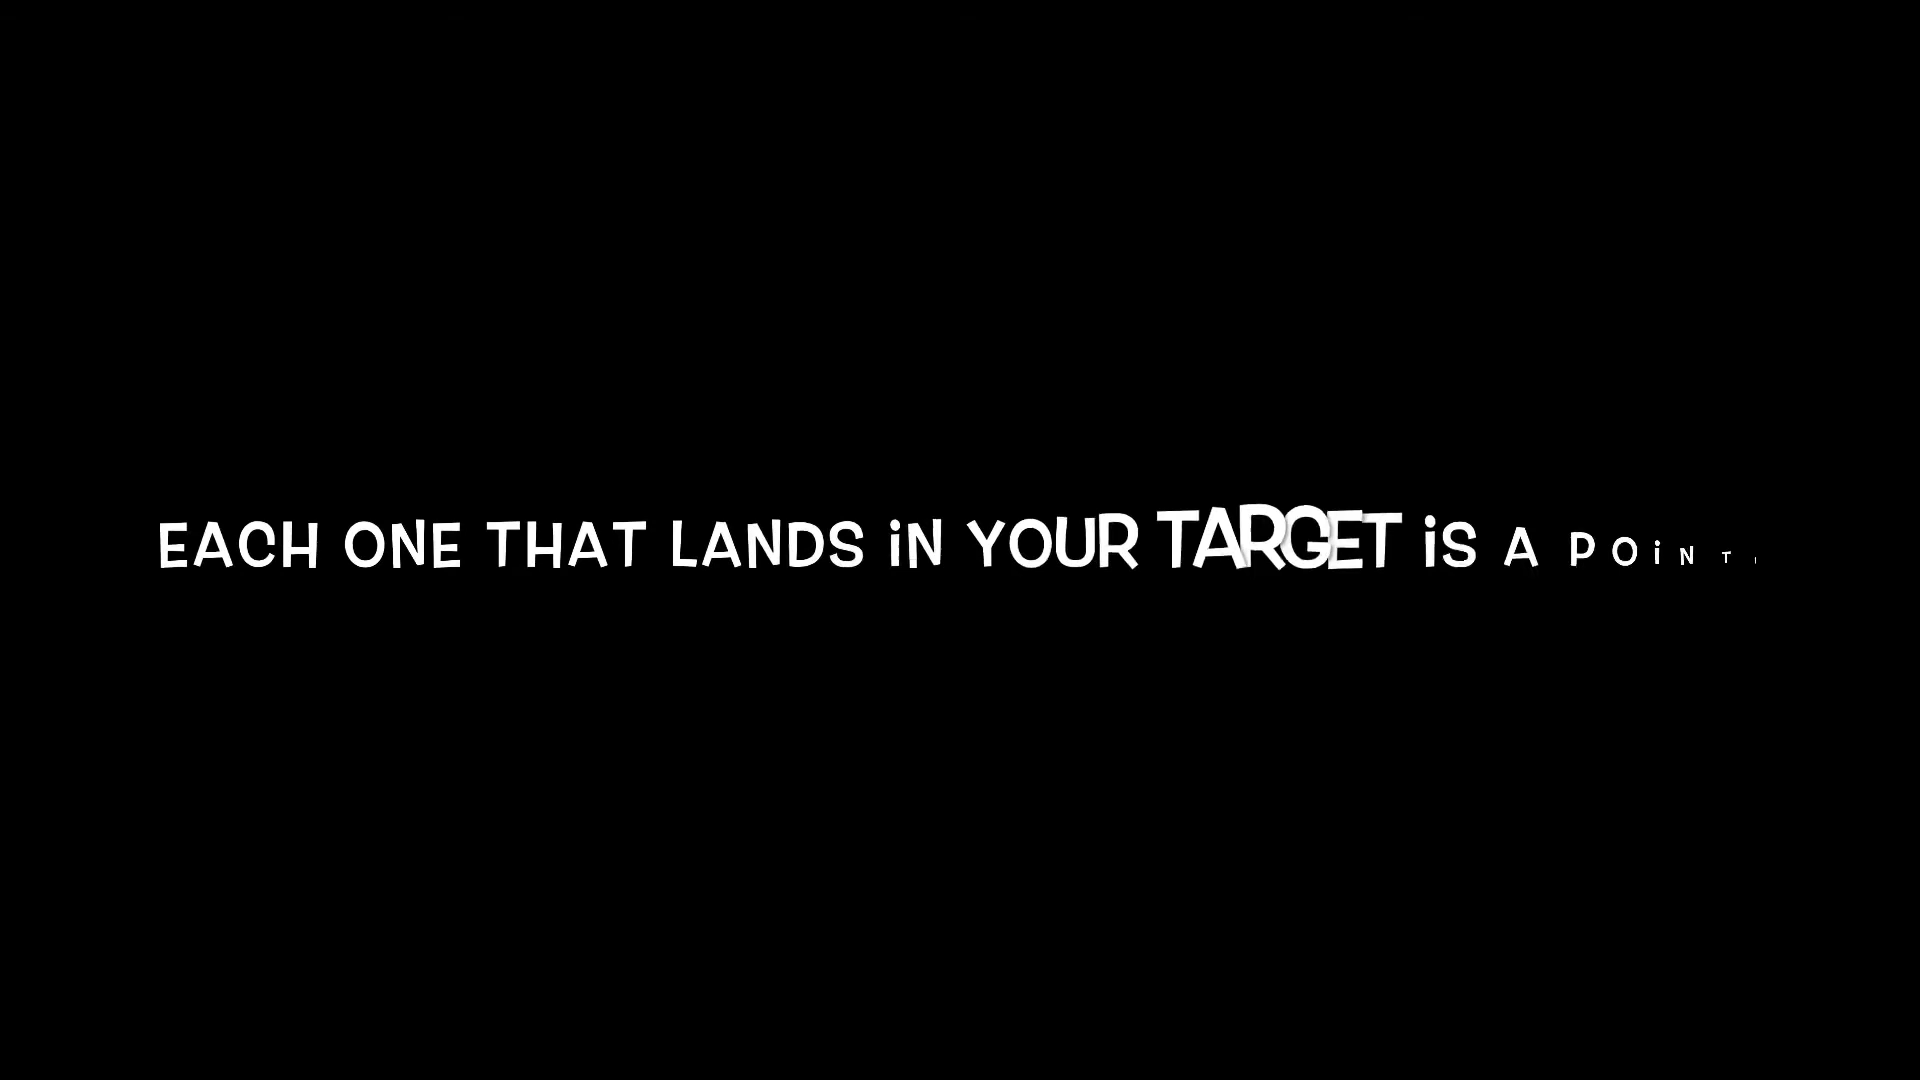 EACH ONE THAT LANDS iN YOUR TARGET iS A POiNT